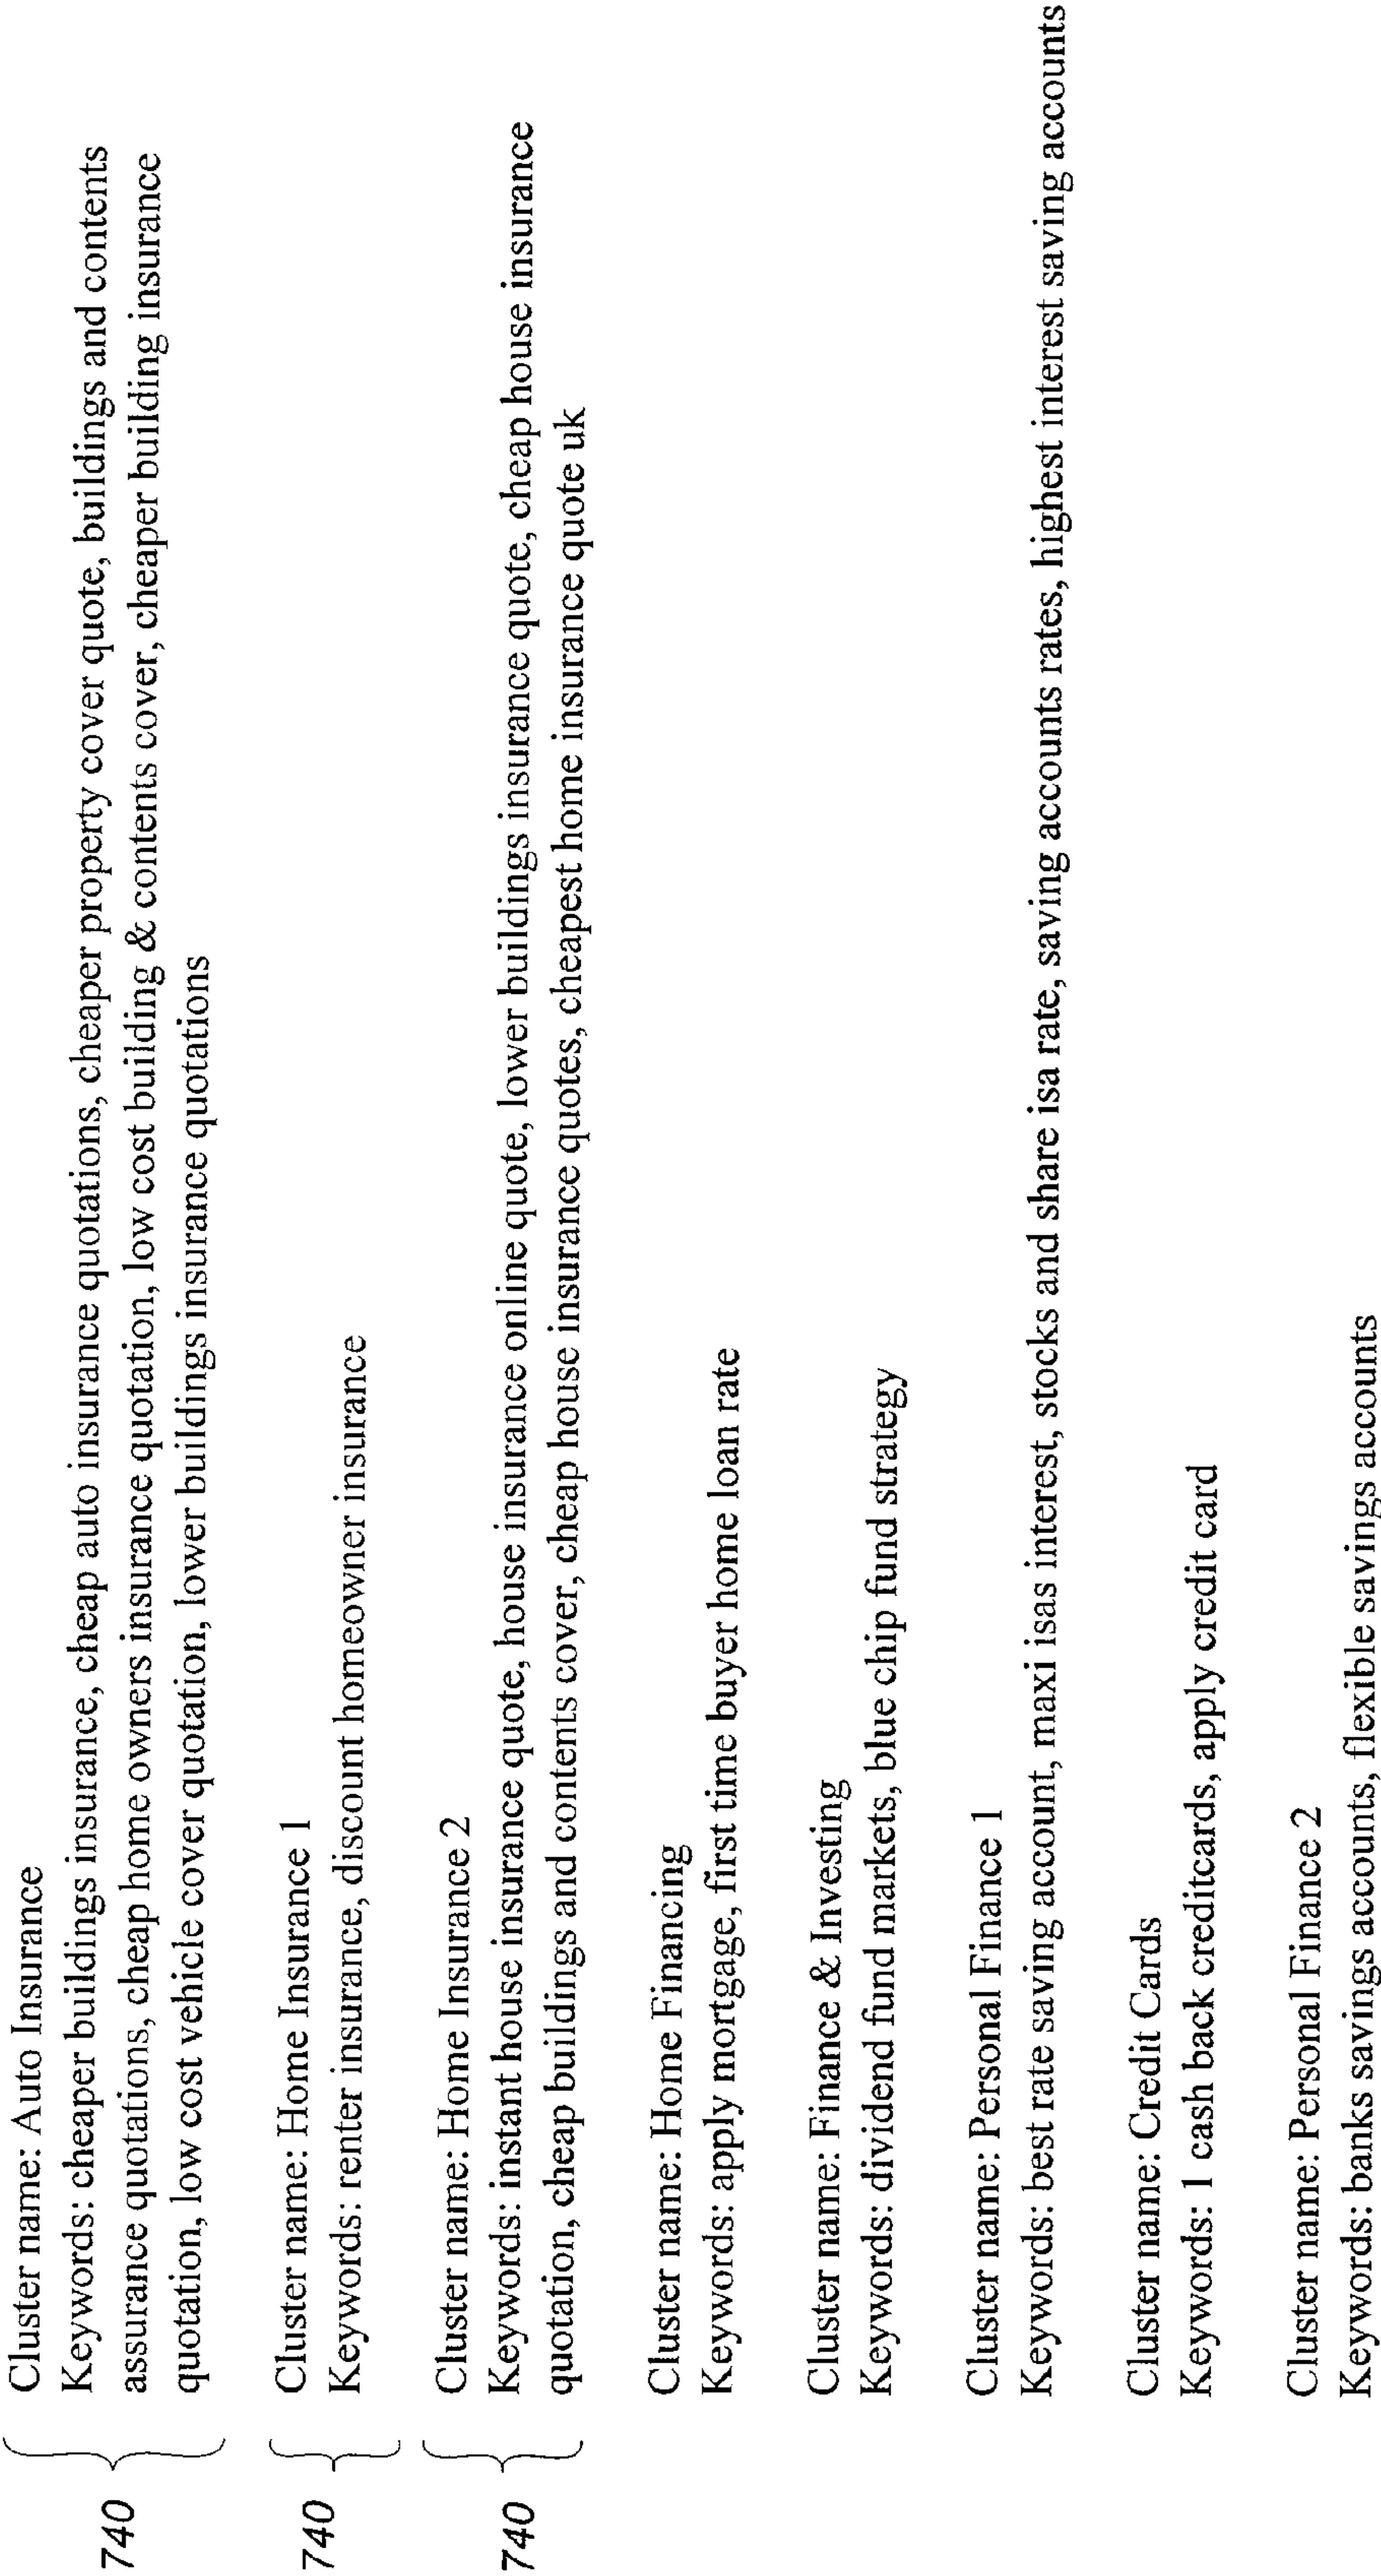 Cluster name: Auto Insurance
Keywords: cheaper buildings insurance, cheap auto insurance quotations, cheaper property cover quote, buildings and contents
assurance quotations, cheap home owners insurance quotation, low cost building & contents cover, cheaper building insurance
quotation, low cost vehicle cover quotation, lower buildings insurance quotations
740
Cluster name: Home Insurance 1
Keywords: renter insurance, discount homeowner insurance
740
Cluster name: Home Insurance 2
Keywords: instant house insurance quote, house insurance online quote, lower buildings insurance quote, cheap house insurance
quotation, cheap buildings and contents cover, cheap house insurance quotes, cheapest home insurance quote uk
740
Cluster name: Home Financing
Keywords: apply mortgage, first time buyer home loan rate
Cluster name: Finance & Investing
Keywords: dividend fund markets, blue chip fund strategy
Cluster name: Personal Finance 1
Keywords: best rate saving account, maxi isas interest, stocks and share isa rate, saving accounts rates, highest interest saving accounts
Cluster name: Credit Cards
Keywords: 1 cash back creditcards, apply credit card
Cluster name: Personal Finance 2
Keywords: banks savings accounts, flexible savings accounts